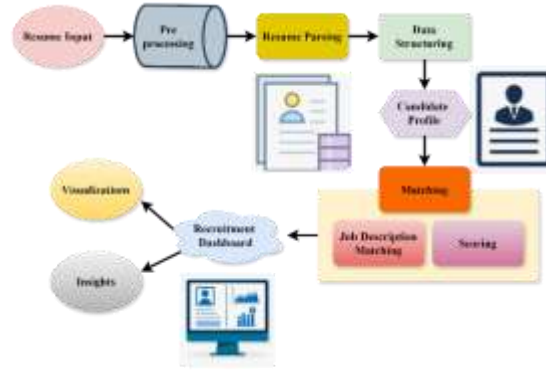 Resume Input
Pre
processing
Resume Parsing
Data
Structuring
Candidate
Profile
Matching
Job Description
Matching
Scoring
Recruitment
Dashboard
Visualizations
Insights